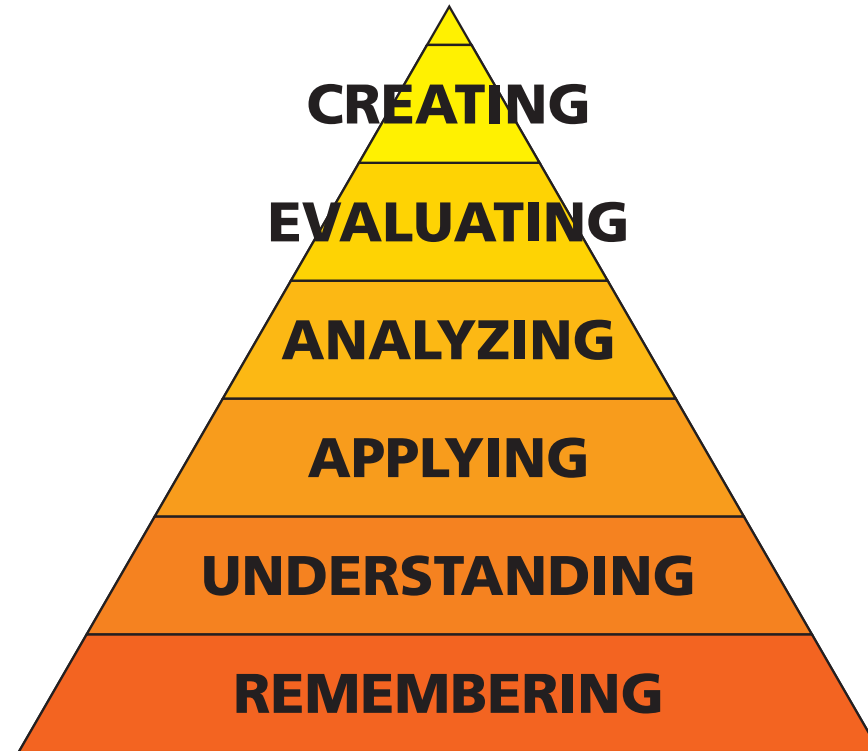 CREATING
EVALUATING
ANALYZING
APPLYING
UNDERSTANDING
REMEMBERING